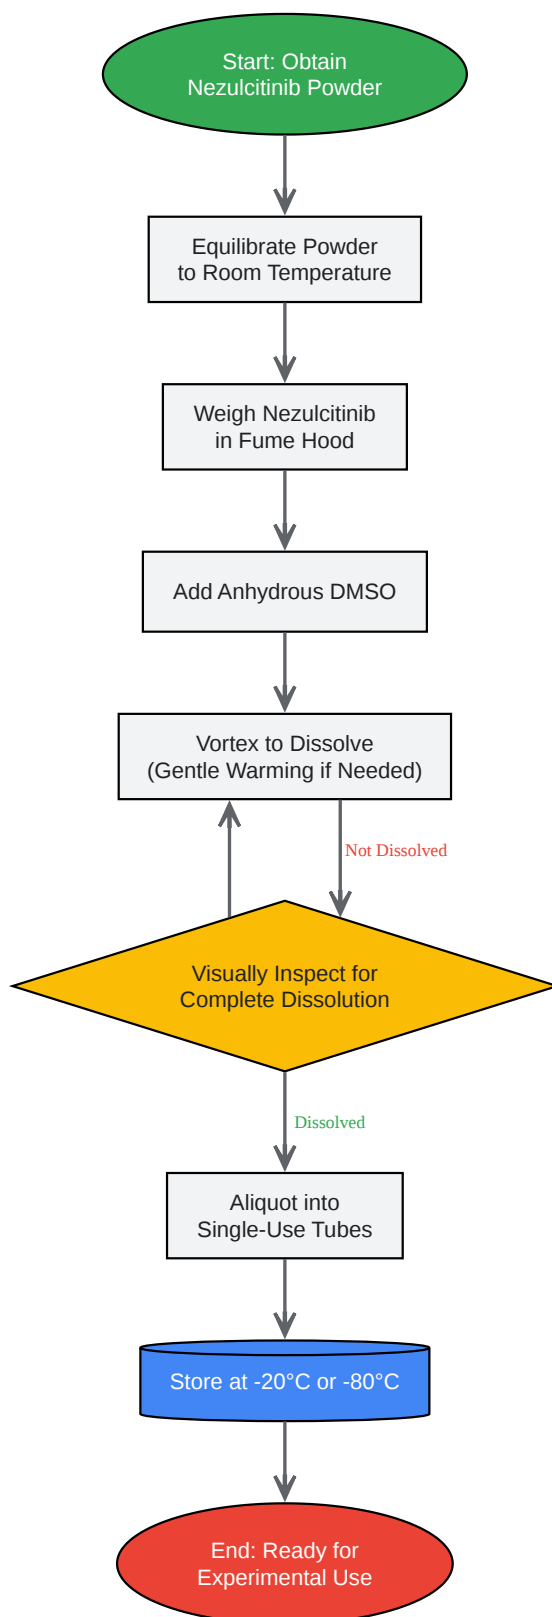 Start: Obtain
Nezulcitinib Powder
Equilibrate Powder
to Room Temperature
Weigh Nezulcitinib
in Fume Hood
Add Anhydrous DMSO
Vortex to Dissolve
(Gentle Warming if Needed)
Not Dissolved
Visually Inspect for
Complete Dissolution
Dissolved
Aliquot into
Single-Use Tubes
Store at -20°C or -80°C
End: Ready for
Experimental Use